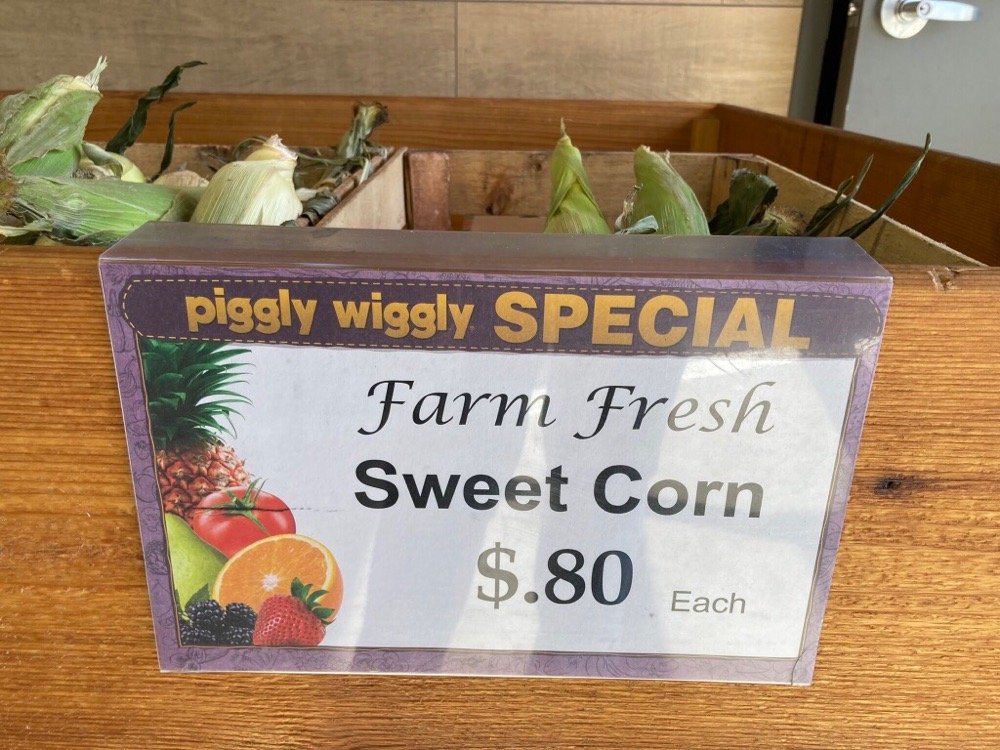 piggly wiggly SPECIAL
Farm Fresh
Sweet Corn
$.80 Each